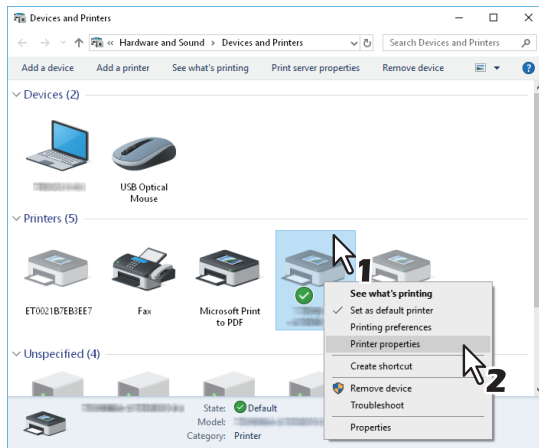 Devices and Printers
« Hardware and Sound > Devices and Printers
Search Devices and Printers
Add a device Add a printer See what's printing Print server properties Remove device
Devices (2)
USB Optical
Mouse
Printers (5)
1
ET0021B7EB3EE7 Fax Microsoft Print
to PDF
See what's printing
Set as default printer
Printing preferences
Printer properties
2
Create shortcut
Remove device
Troubleshoot
Properties
Unspecified (4)
State: Default
Model:
Category: Printer